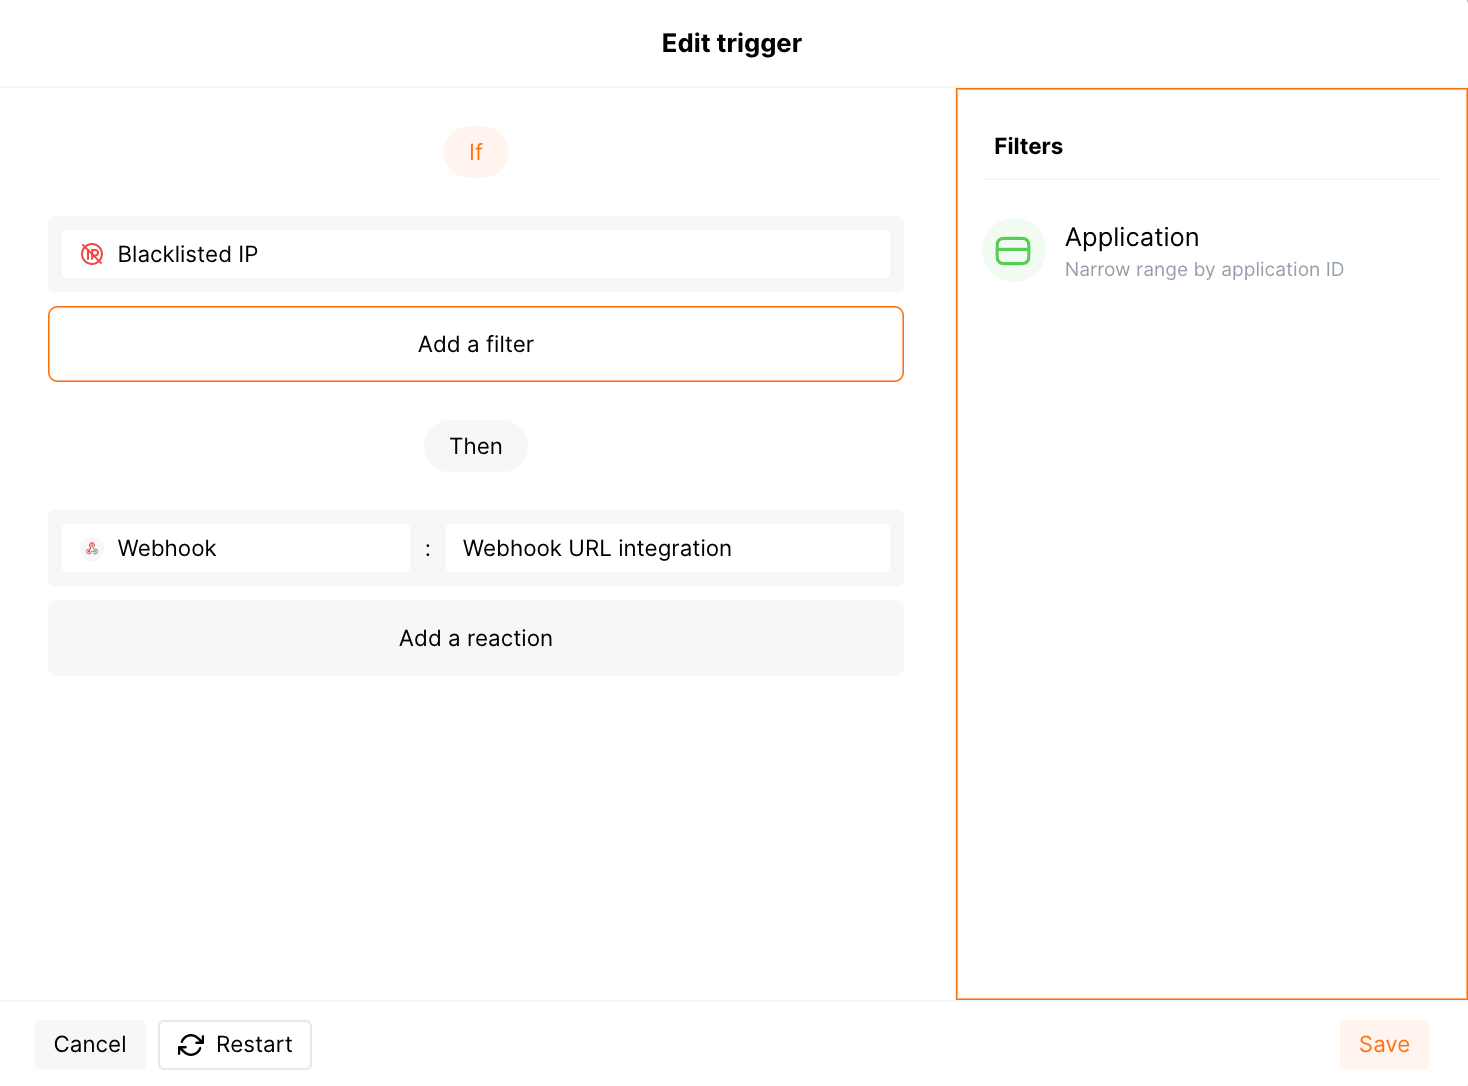 Edit trigger
If
Blacklisted IP
Add a filter
Then
Webhook : Webhook URL integration
Add a reaction
Filters
Application
Narrow range by application ID
Cancel
Restart
Save